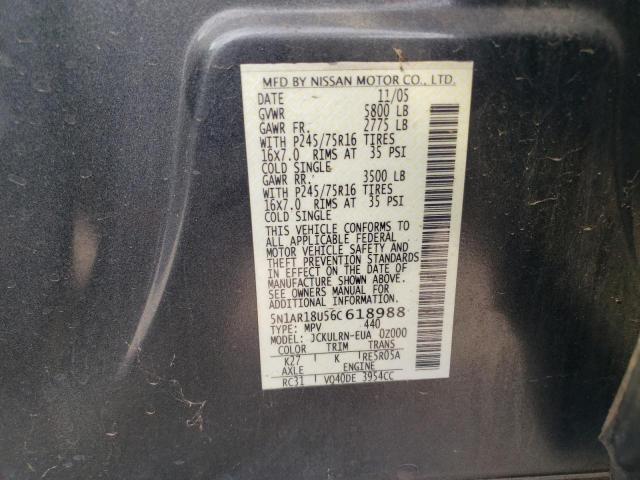 MFD BY NISSAN MOTOR CO., LTD.
DATE 11/05
GVWR 5800 LB
GAWR FR. 2775 LB
WITH P245/75R16 TIRES
16X7.0 RIMS AT 35 PSI
COLD SINGLE
GAWR RR. 3500 LB
WITH P245/75R16 TIRES
16X7.0 RIMS AT 35 PSI
COLD SINGLE
THIS VEHICLE CONFORMS TO
ALL APPLICABLE FEDERAL
MOTOR VEHICLE SAFETY AND
THEFT PREVENTION STANDARDS
IN EFFECT ON THE DATE OF
MANUFACTURE SHOWN ABOVE.
SEE OWNERS MANUAL FOR
ADDITIONAL INFORMATION.
5N1AR18U56C618988
TYPE: MPV 440
MODEL: JCKULRN-EUA 0Z000
COLOR TRIM TRANS
K27 K RE5R05A
AXLE ENGINE
RC31 VQ40DE 3954CC